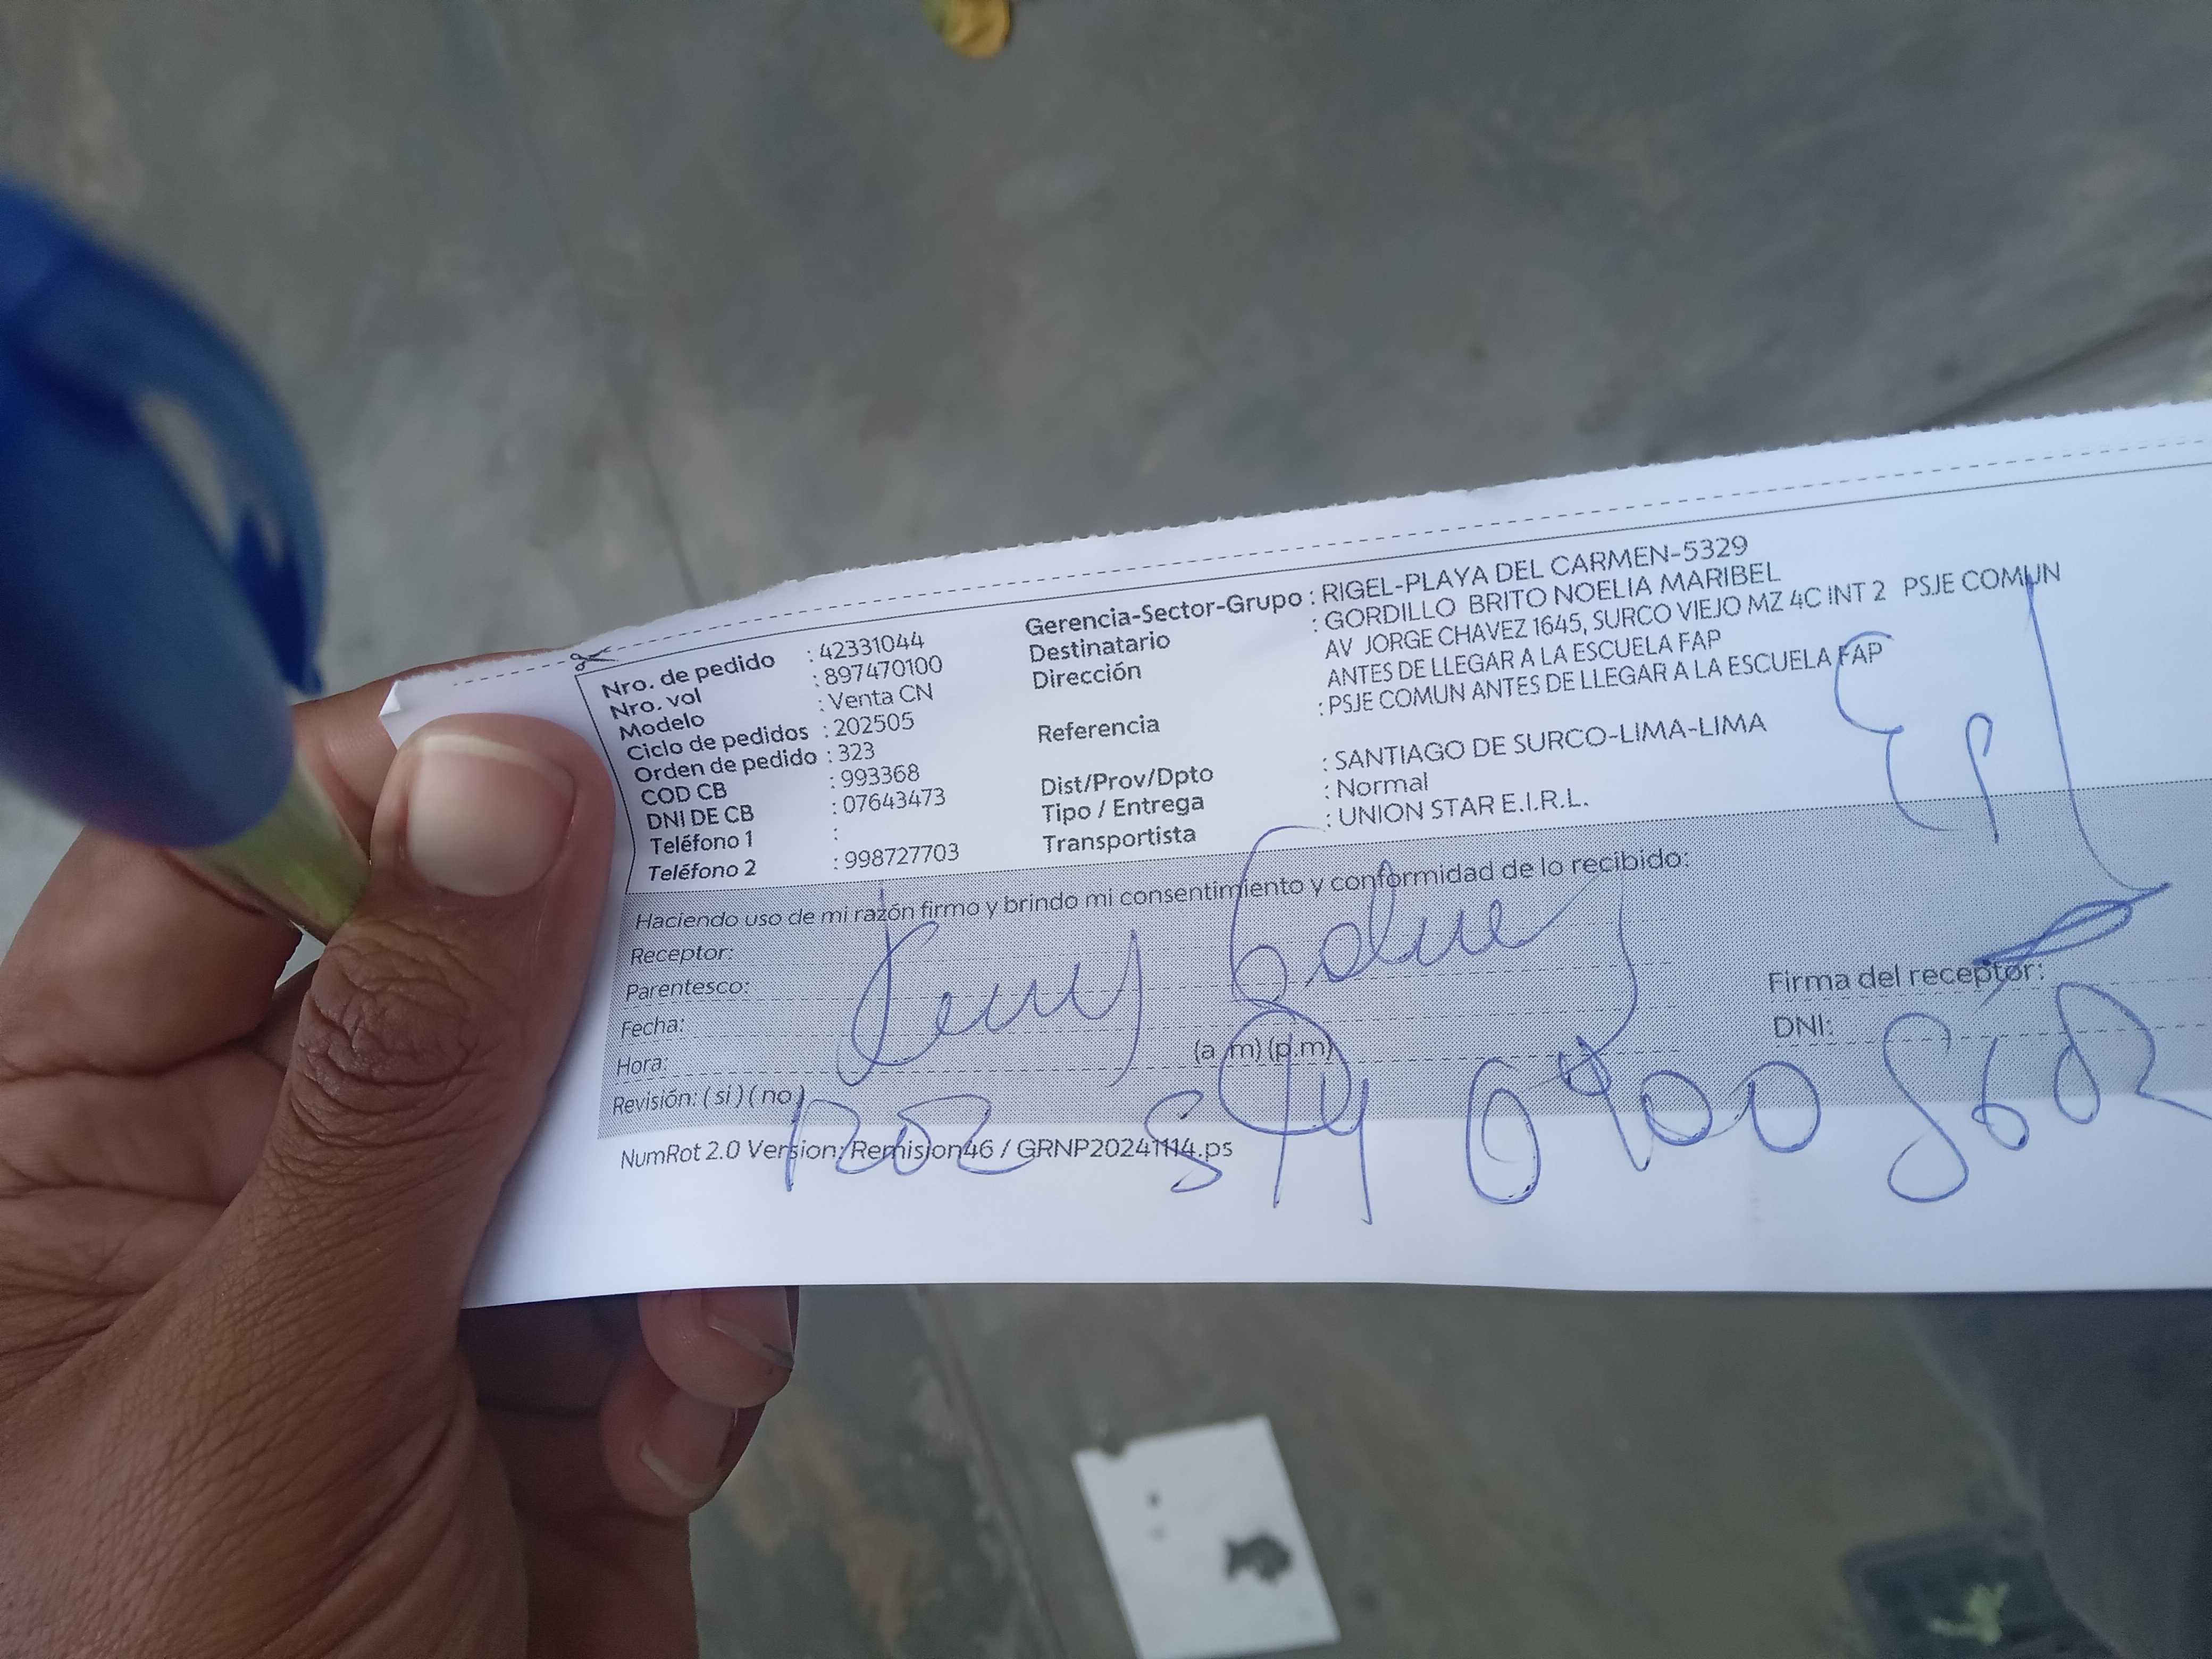 Nro. de pedido : 42331044
Nro. vol : 897470100
Modelo : Venta CN
Ciclo de pedidos : 202505
Orden de pedido : 323
COD CB : 993368
DNI DE CB : 07643473
Teléfono 1 :
Teléfono 2 : 998727703
Gerencia-Sector-Grupo : RIGEL-PLAYA DEL CARMEN-5329
Destinatario : GORDILLO BRITO NOELIA MARIBEL
Dirección AV JORGE CHAVEZ 1645, SURCO VIEJO MZ 4C INT 2 PSJE COMUN
ANTES DE LLEGAR A LA ESCUELA FAP
Referencia : PSJE COMUN ANTES DE LLEGAR A LA ESCUELA FAP
Dist/Prov/Dpto : SANTIAGO DE SURCO-LIMA-LIMA
Tipo / Entrega : Normal
Transportista : UNION STAR E.I.R.L.
Haciendo uso de mi razón firmo y brindo mi consentimiento y conformidad de lo recibido:
Receptor:
Parentesco:
Fecha:
Hora: (a.m) (p.m)
Revisión: ( si ) ( no )
Firma del receptor:
DNI:
NumRot 2.0 Version: Remision46 / GRNP20241114.ps